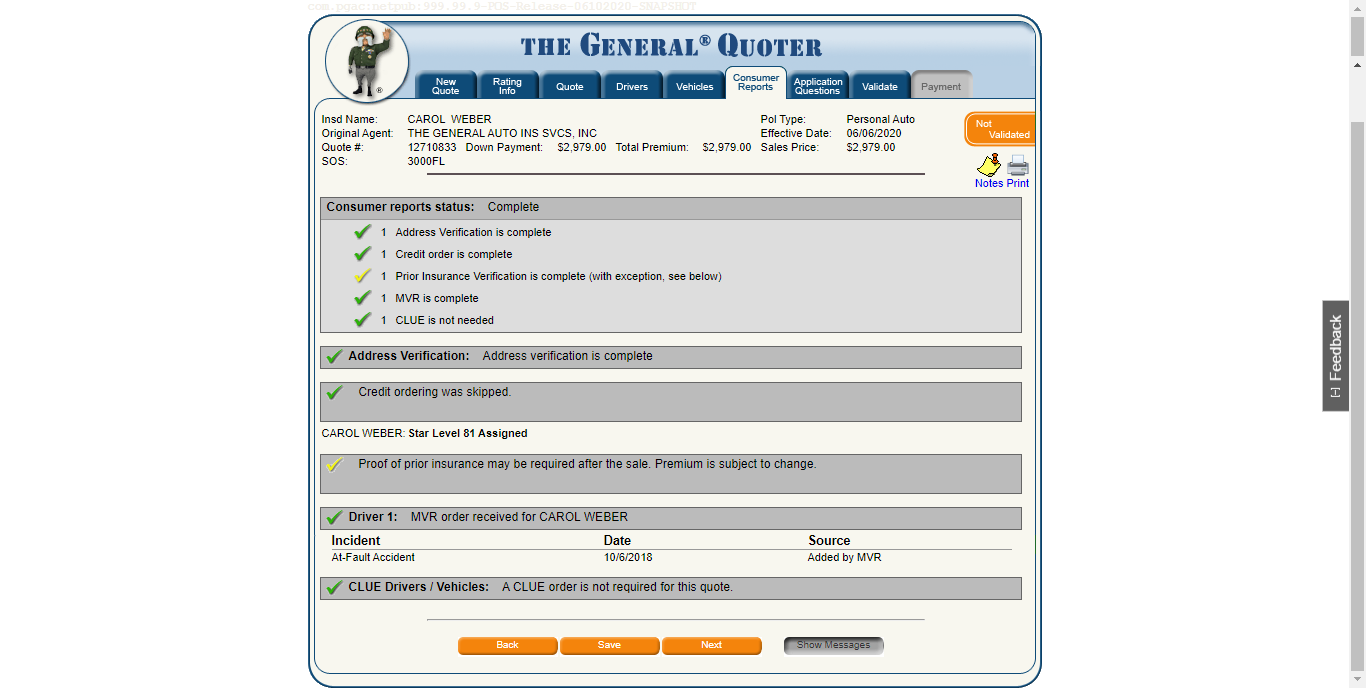 com.pgac:netpub:999.99.9-POS-Release-06102020-SNAPSHOT
THE GENERAL® QUOTER
New Quote
Rating Info
Quote
Drivers
Vehicles
Consumer Reports
Application Questions
Validate
Payment
Insd Name: CAROL WEBER Pol Type: Personal Auto
Original Agent: THE GENERAL AUTO INS SVCS, INC Effective Date: 06/06/2020
Quote #: 12710833 Down Payment: $2,979.00 Total Premium: $2,979.00 Sales Price: $2,979.00
SOS: 3000FL
Not Validated
Notes Print
Consumer reports status: Complete
1 Address Verification is complete
1 Credit order is complete
1 Prior Insurance Verification is complete (with exception, see below)
1 MVR is complete
1 CLUE is not needed
Address Verification: Address verification is complete
Credit ordering was skipped.
CAROL WEBER: Star Level 81 Assigned
Proof of prior insurance may be required after the sale. Premium is subject to change.
Driver 1: MVR order received for CAROL WEBER
Incident Date Source
At-Fault Accident 10/6/2018 Added by MVR
CLUE Drivers / Vehicles: A CLUE order is not required for this quote.
Back Save Next Show Messages
[-] Feedback
®